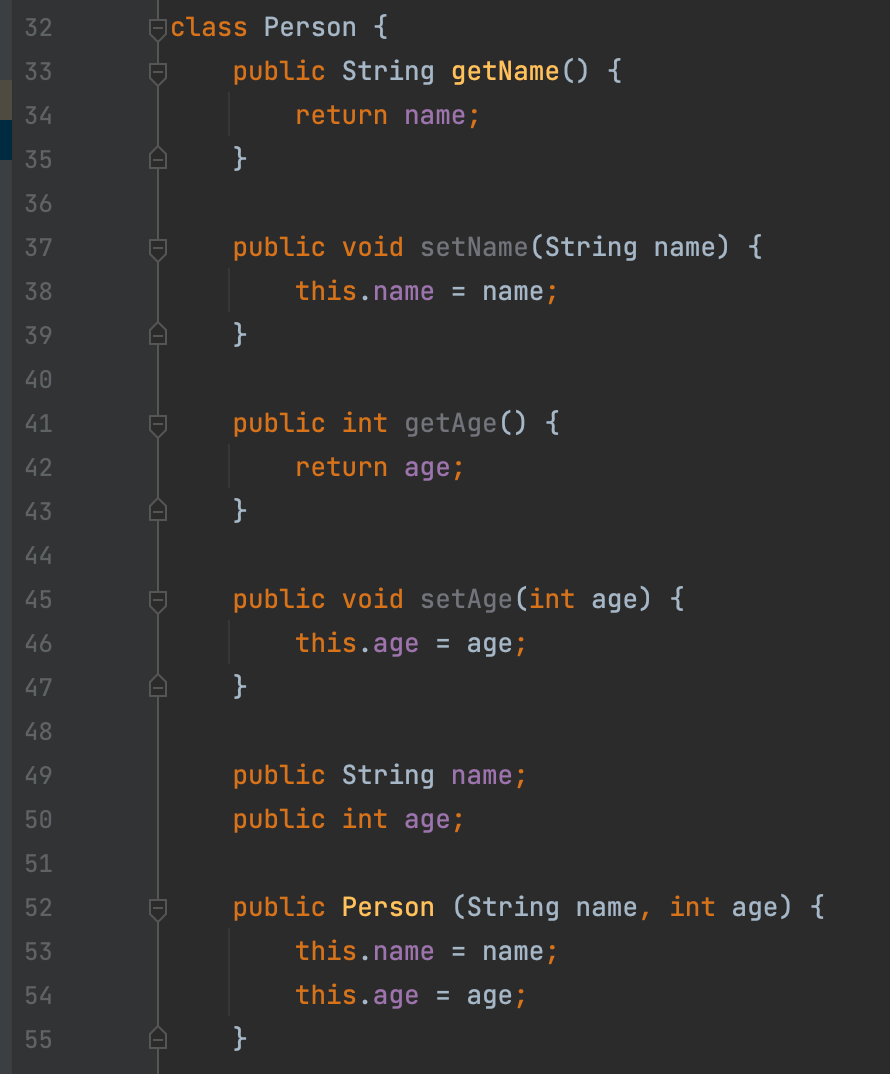 32 class Person {
33     public String getName() {
34         return name;
35     }
36
37     public void setName(String name) {
38         this.name = name;
39     }
40
41     public int getAge() {
42         return age;
43     }
44
45     public void setAge(int age) {
46         this.age = age;
47     }
48
49     public String name;
50     public int age;
51
52     public Person (String name, int age) {
53         this.name = name;
54         this.age = age;
55     }